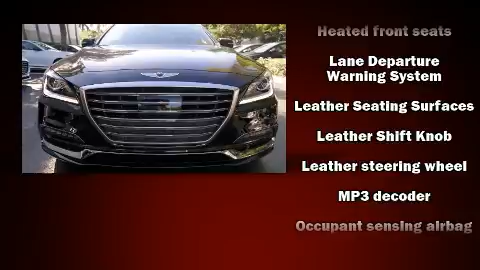 Heated front seats
Lane Departure
Warning System
Leather Seating Surfaces
Leather Shift Knob
Leather steering wheel
MP3 decoder
Occupant sensing airbag